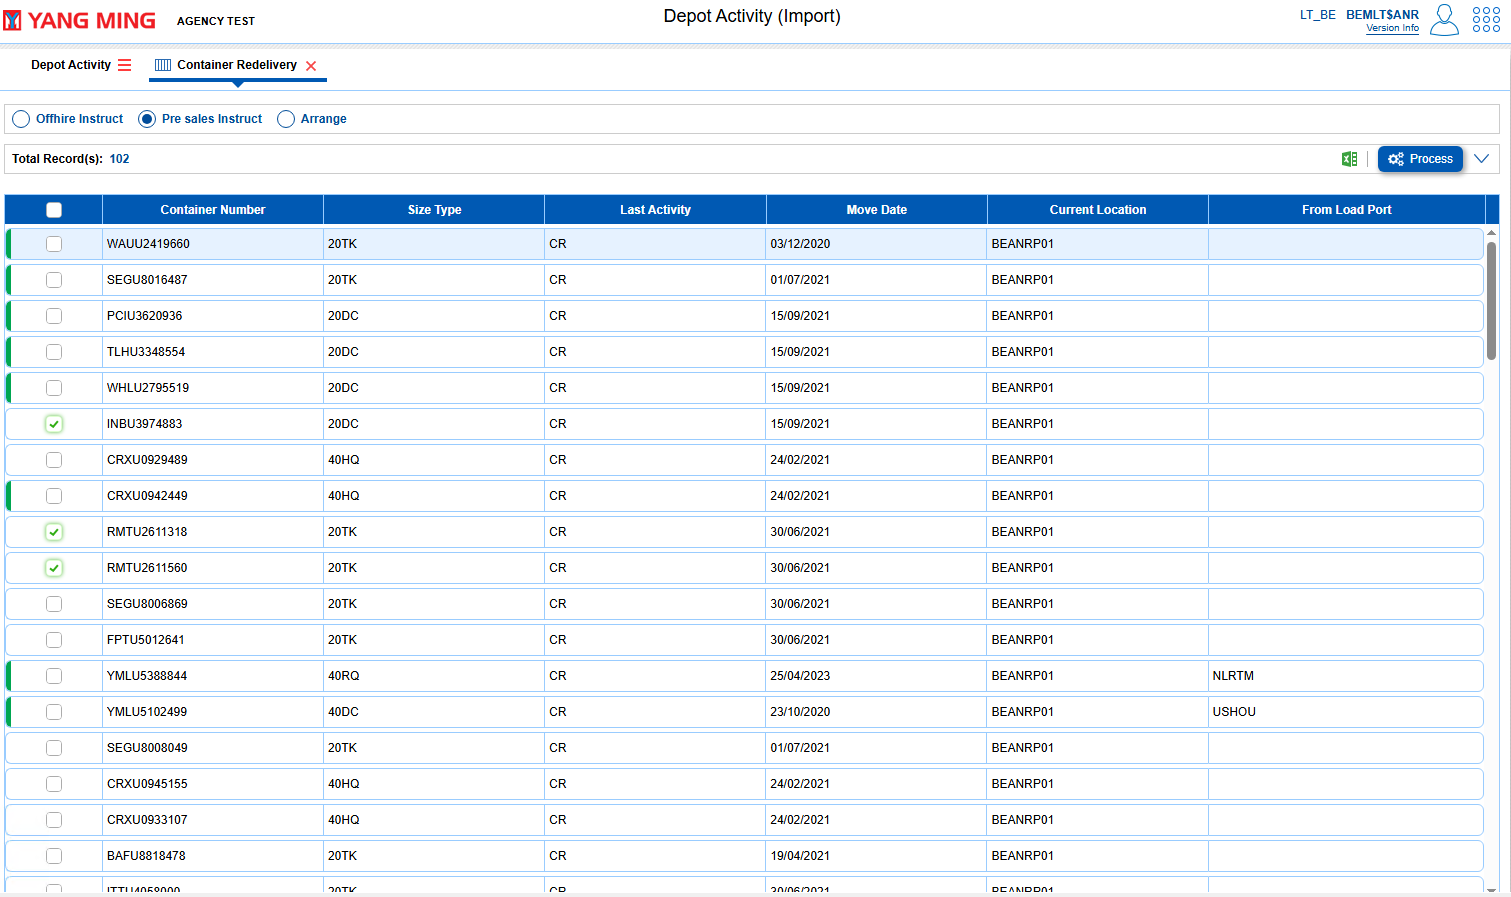 YANG MING AGENCY TEST Depot Activity (Import) LT_BE BEMLT$ANR
Version Info
Depot Activity Container Redelivery
Offhire Instruct Pre sales Instruct Arrange
Total Record(s): 102 Process
Container Number Size Type Last Activity Move Date Current Location From Load Port
WAUU2419660 20TK CR 03/12/2020 BEANRP01
SEGU8016487 20TK CR 01/07/2021 BEANRP01
PCIU3620936 20DC CR 15/09/2021 BEANRP01
TLHU3348554 20DC CR 15/09/2021 BEANRP01
WHLU2795519 20DC CR 15/09/2021 BEANRP01
INBU3974883 20DC CR 15/09/2021 BEANRP01
CRXU0929489 40HQ CR 24/02/2021 BEANRP01
CRXU0942449 40HQ CR 24/02/2021 BEANRP01
RMTU2611318 20TK CR 30/06/2021 BEANRP01
RMTU2611560 20TK CR 30/06/2021 BEANRP01
SEGU8006869 20TK CR 30/06/2021 BEANRP01
FPTU5012641 20TK CR 30/06/2021 BEANRP01
YMLU5388844 40RQ CR 25/04/2023 BEANRP01 NLRTM
YMLU5102499 40DC CR 23/10/2020 BEANRP01 USHOU
SEGU8008049 20TK CR 01/07/2021 BEANRP01
CRXU0945155 40HQ CR 24/02/2021 BEANRP01
CRXU0933107 40HQ CR 24/02/2021 BEANRP01
BAFU8818478 20TK CR 19/04/2021 BEANRP01
20TK CR 30/06/2021 BEANRP01